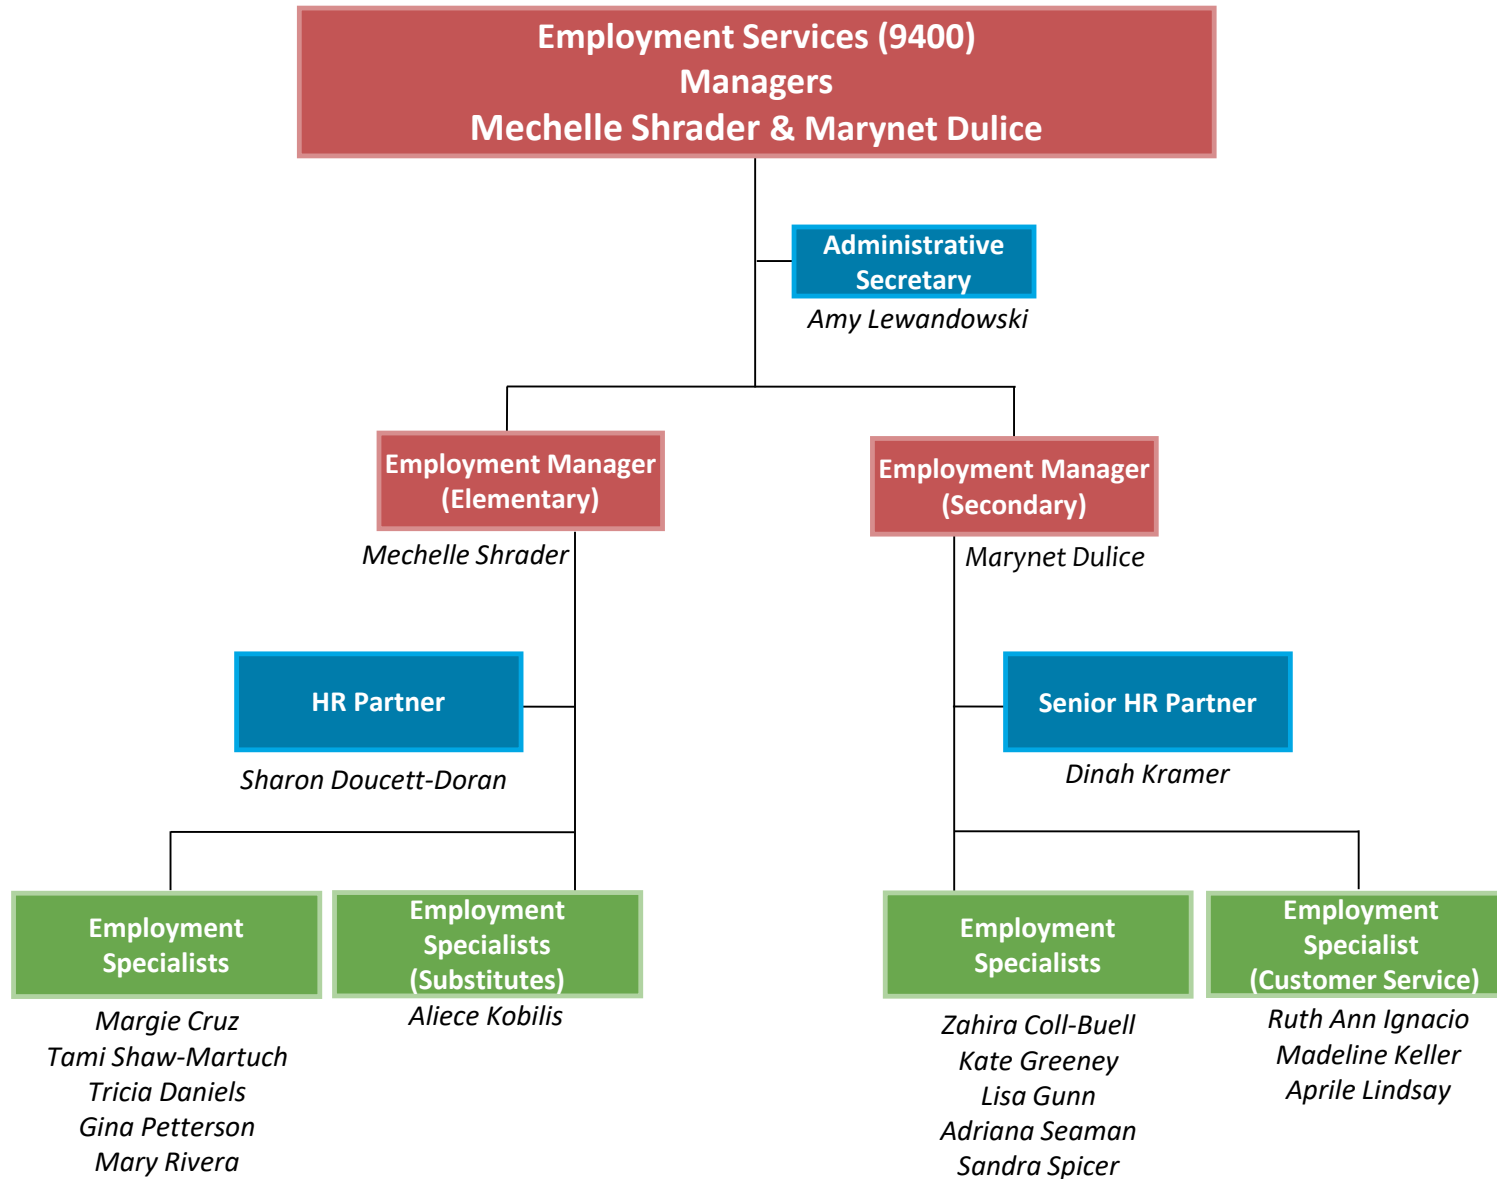 Employment Services (9400)
Managers
Mechelle Shrader & Marynet Dulice
Administrative
Secretary
Amy Lewandowski
Employment Manager
(Elementary)
Mechelle Shrader
Employment Manager
(Secondary)
Marynet Dulice
HR Partner
Sharon Doucett-Doran
Senior HR Partner
Dinah Kramer
Employment
Specialists
Margie Cruz
Tami Shaw-Martuch
Tricia Daniels
Gina Petterson
Mary Rivera
Employment
Specialists
(Substitutes)
Aliece Kobilis
Employment
Specialists
Zahira Coll-Buell
Kate Greeney
Lisa Gunn
Adriana Seaman
Sandra Spicer
Employment
Specialist
(Customer Service)
Ruth Ann Ignacio
Madeline Keller
Aprile Lindsay